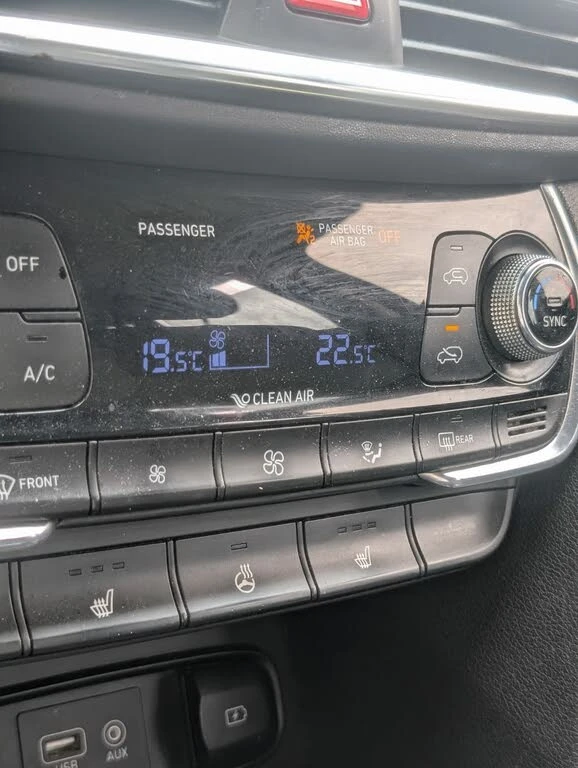 PASSENGER
PASSENGER
AIR BAG OFF
OFF
19.5°C
22.5°C
SYNC
A/C
CLEAN AIR
FRONT
REAR
USB
AUX